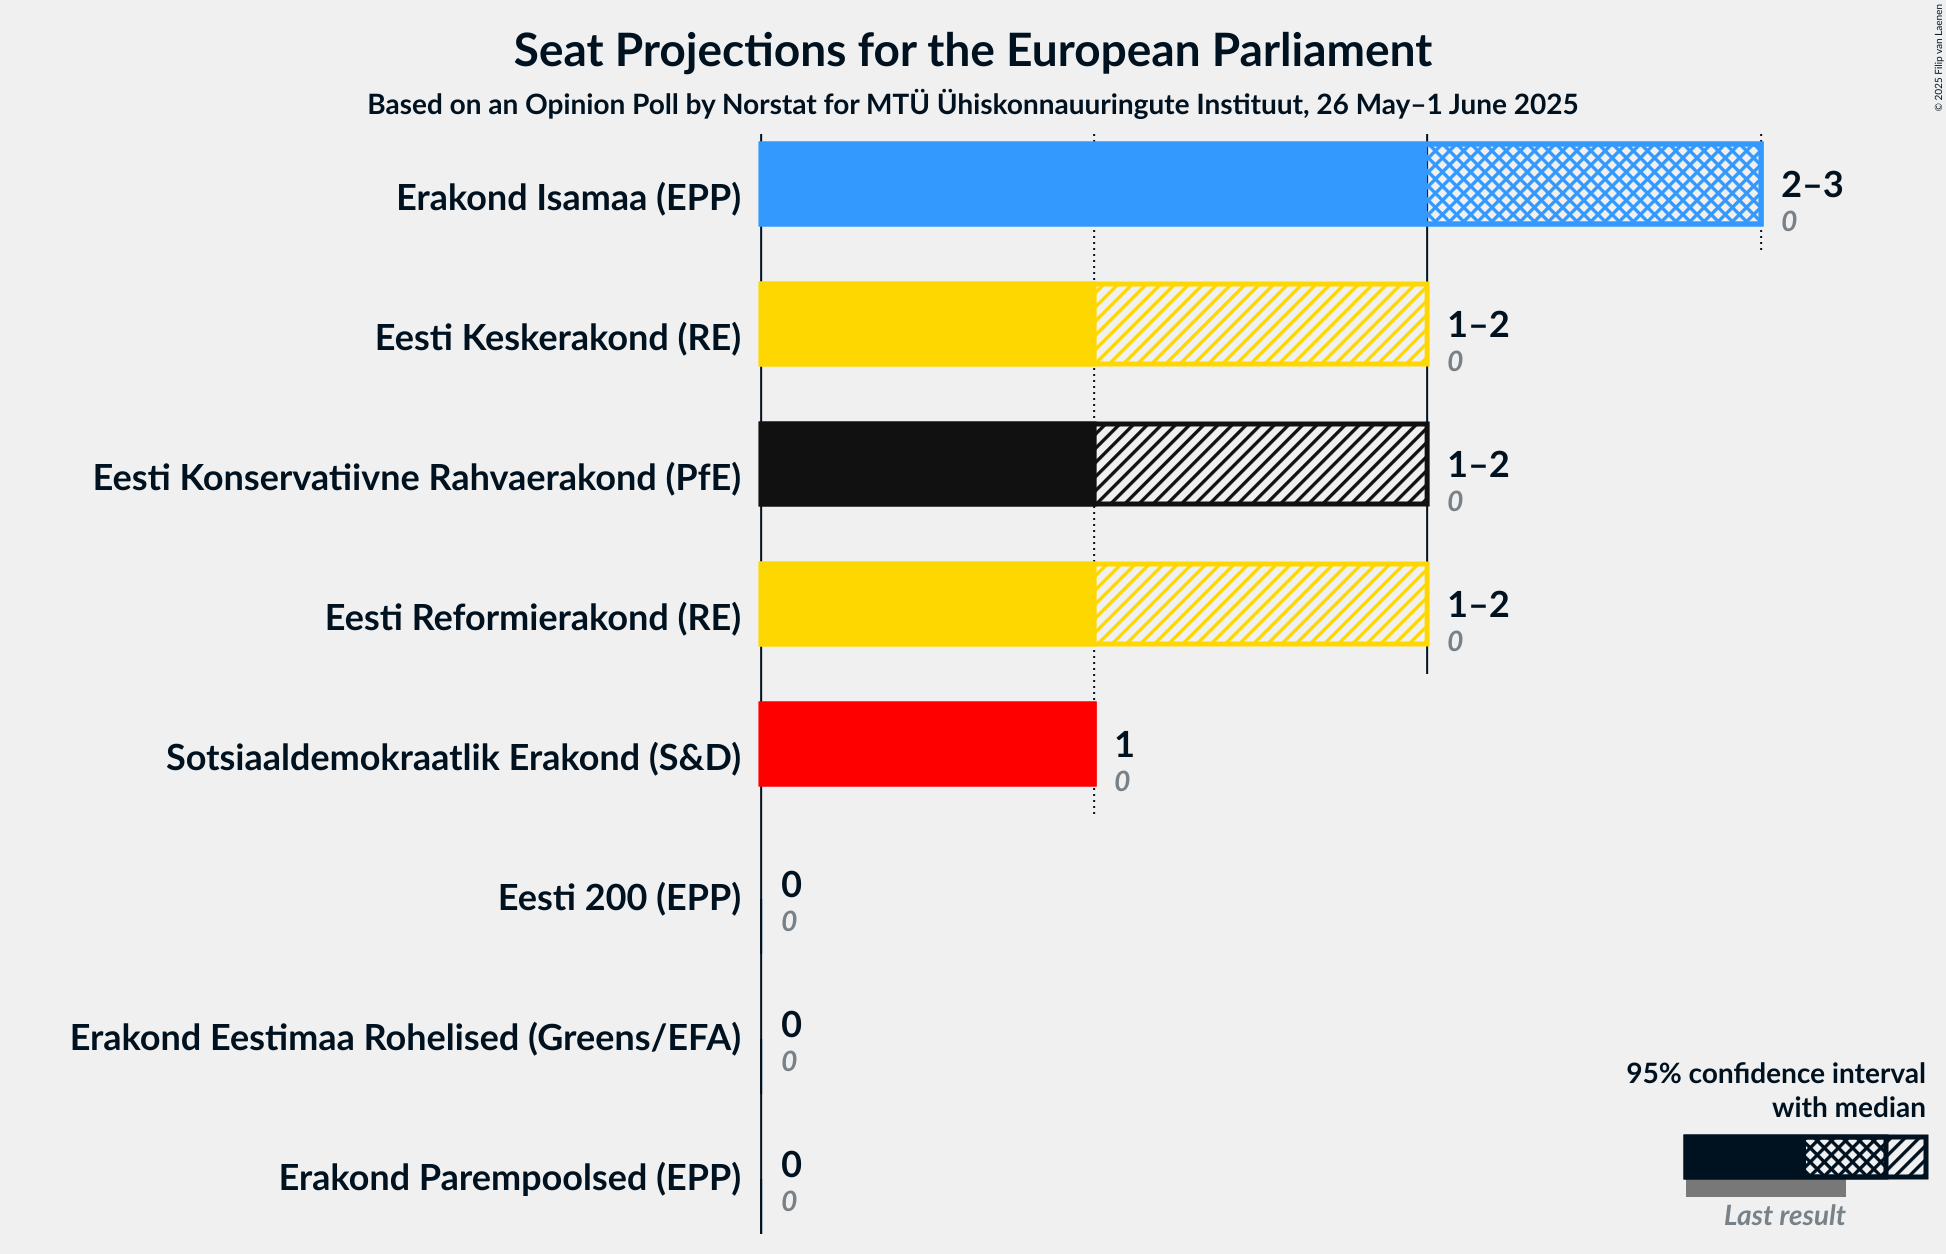 Seat Projections for the European Parliament
Based on an Opinion Poll by Norstat for MTÜ Ühiskonnauuringute Instituut, 26 May–1 June 2025
© 2025 Filip van Laenen
Erakond Isamaa (EPP)
2–3
0
Eesti Keskerakond (RE)
1–2
0
Eesti Konservatiivne Rahvaerakond (PfE)
1–2
0
Eesti Reformierakond (RE)
1–2
0
Sotsiaaldemokraatlik Erakond (S&D)
1
0
Eesti 200 (EPP)
0
0
Erakond Eestimaa Rohelised (Greens/EFA)
0
0
Erakond Parempoolsed (EPP)
0
0
95% confidence interval
with median
Last result